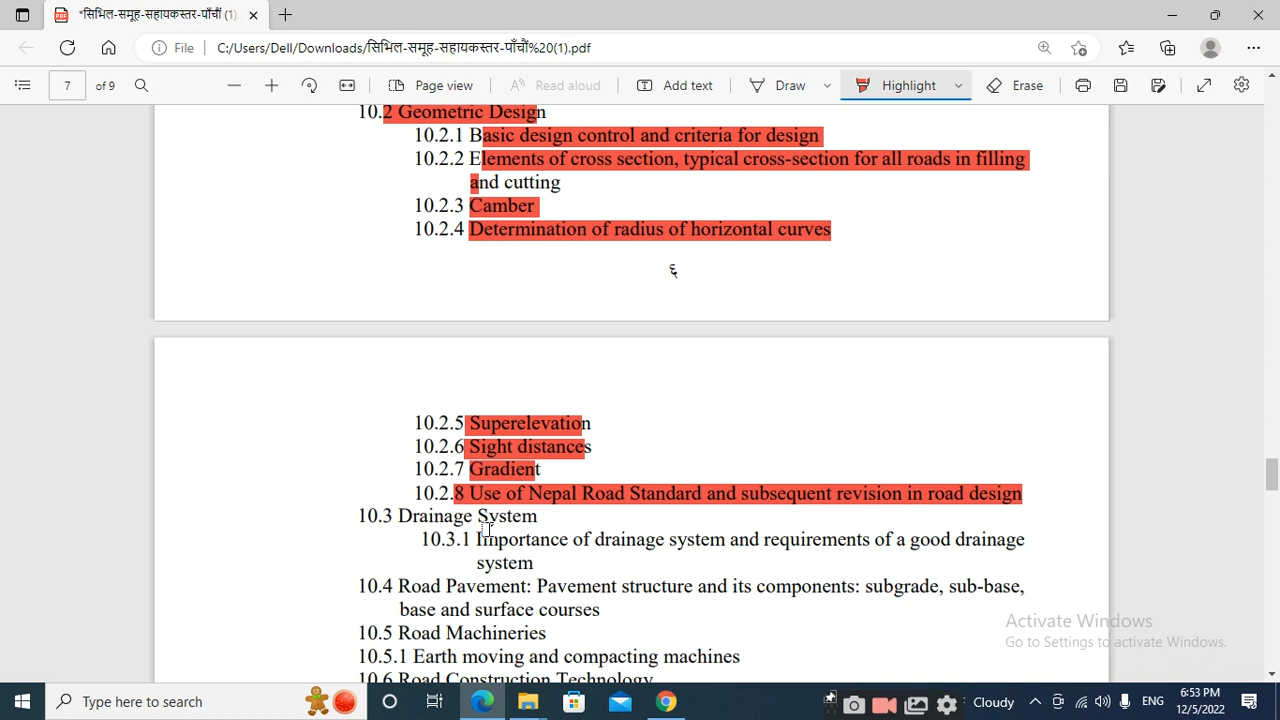 *सिभिल-समूह-सहायकस्तर-पाँचौं (1).
File | C:/Users/Dell/Downloads/सिभिल-समूह-सहायकस्तर-पाँचौं%20(1).pdf
7 of 9 Page view Read aloud Add text Draw Highlight Erase
10.2 Geometric Design
10.2.1 Basic design control and criteria for design
10.2.2 Elements of cross section, typical cross-section for all roads in filling
and cutting
10.2.3 Camber
10.2.4 Determination of radius of horizontal curves
६
10.2.5 Superelevation
10.2.6 Sight distances
10.2.7 Gradient
10.2.8 Use of Nepal Road Standard and subsequent revision in road design
10.3 Drainage System
10.3.1 Importance of drainage system and requirements of a good drainage
system
10.4 Road Pavement: Pavement structure and its components: subgrade, sub-base,
base and surface courses
10.5 Road Machineries
10.5.1 Earth moving and compacting machines
10.6 Road Construction Technology
Activate Windows
Go to Settings to activate Windows.
Type here to search Cloudy ENG 6:53 PM
12/5/2022